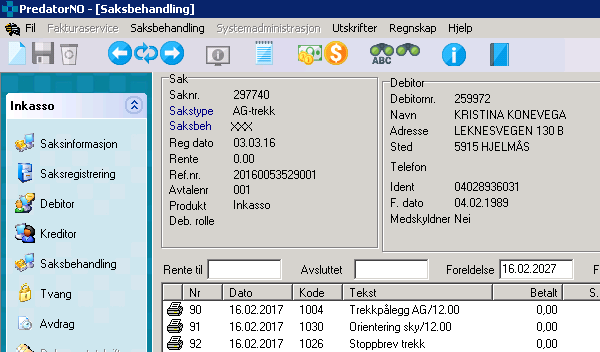 PredatorNO - [Saksbehandling]
Fil Fakturaservice Saksbehandling Systemadministrasjon Utskrifter Regnskap Hjelp
ABC
Inkasso
Saksinformasjon
Saksregistrering
Debitor
Kreditor
Saksbehandling
Tvang
Avdrag
Sak
Saknr. 297740
Sakstype AG-trekk
Saksbeh XXX
Reg dato 03.03.16
Rente 0.00
Ref.nr. 20160053529001
Avtalenr 001
Produkt Inkasso
Deb. rolle
Debitor
Debitornr. 259972
Navn KRISTINA KONEVEGA
Adresse LEKNESVEGEN 130 B
Sted 5915 HJELMÅS
Telefon
Ident 04028936031
F. dato 04.02.1989
Medskyldner Nei
Rente til Avsluttet Foreldelse 16.02.2027 F
Nr Dato Kode Tekst Betalt S.
90 16.02.2017 1004 Trekkpålegg AG/12.00 0,00
91 16.02.2017 1030 Orientering sky/12.00 0,00
92 16.02.2017 1026 Stoppbrev trekk 0,00